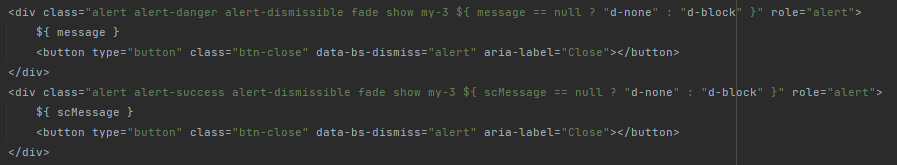 <div class="alert alert-danger alert-dismissible fade show my-3 ${ message == null ? "d-none" : "d-block" }" role="alert">
${ message }
<button type="button" class="btn-close" data-bs-dismiss="alert" aria-label="Close"></button>
</div>
<div class="alert alert-success alert-dismissible fade show my-3 ${ scMessage == null ? "d-none" : "d-block" }" role="alert">
${ scMessage }
<button type="button" class="btn-close" data-bs-dismiss="alert" aria-label="Close"></button>
</div>